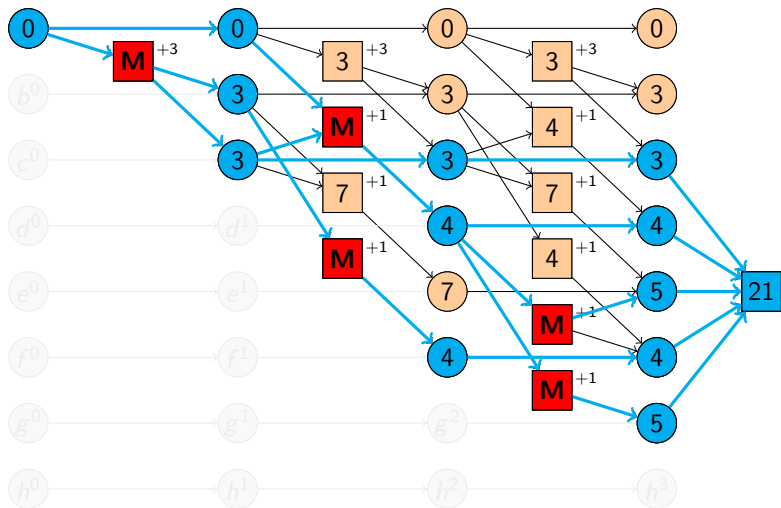 0 0 0 0
M +3 3 +3 3 +3
b⁰ 3 3 3
M +1 4 +1
c⁰ 3 3 3
7 +1 7 +1
d⁰ d¹ 4 4
M +1 4 +1
e⁰ e¹ 7 5 21
M +1
f⁰ f¹ 4 4
M +1
g⁰ g¹ g² 5
h⁰ h¹ h² h³